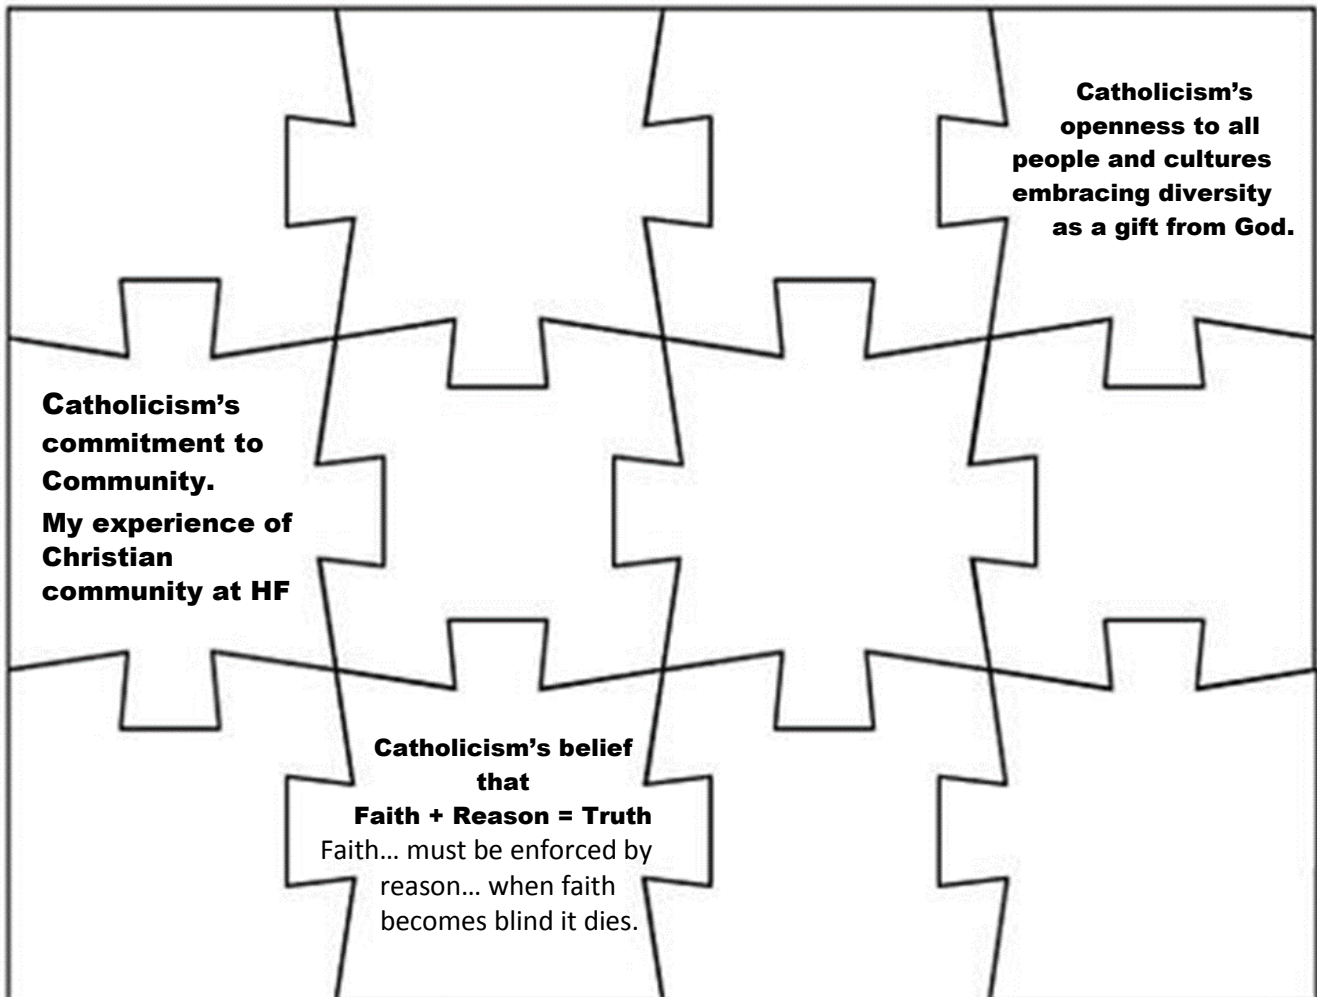 Catholicism’s
openness to all
people and cultures
embracing diversity
as a gift from God.
Catholicism’s
commitment to
Community.
My experience of
Christian
community at HF
Catholicism’s belief
that
Faith + Reason = Truth
Faith... must be enforced by
reason... when faith
becomes blind it dies.